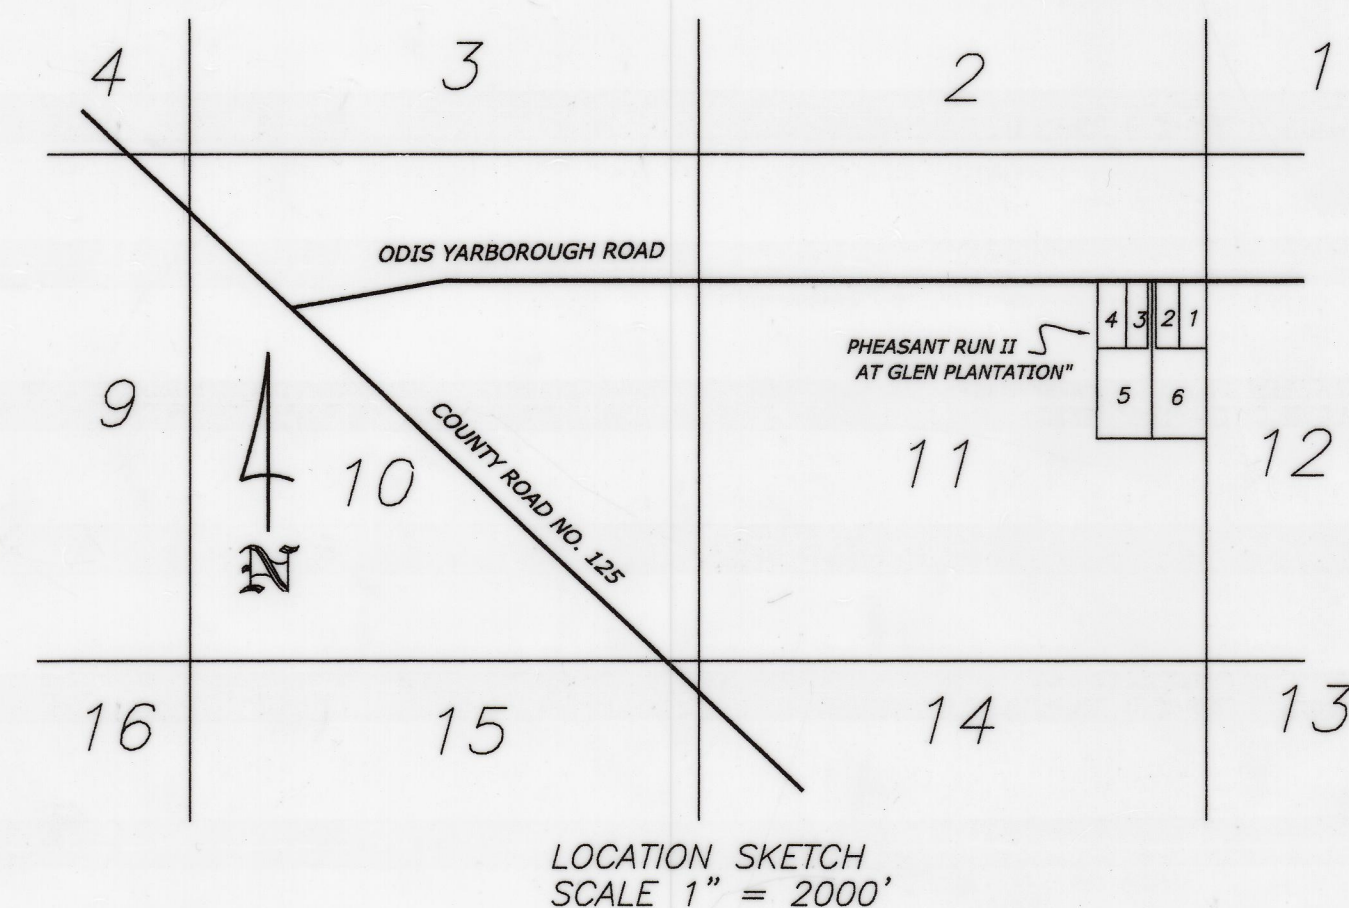 4
3
2
1
ODIS YARBOROUGH ROAD
4 3 2 1
PHEASANT RUN II
AT GLEN PLANTATION"
5 6
9
COUNTY ROAD NO. 125
10
11
12
N
16
15
14
13
LOCATION SKETCH
SCALE 1" = 2000'